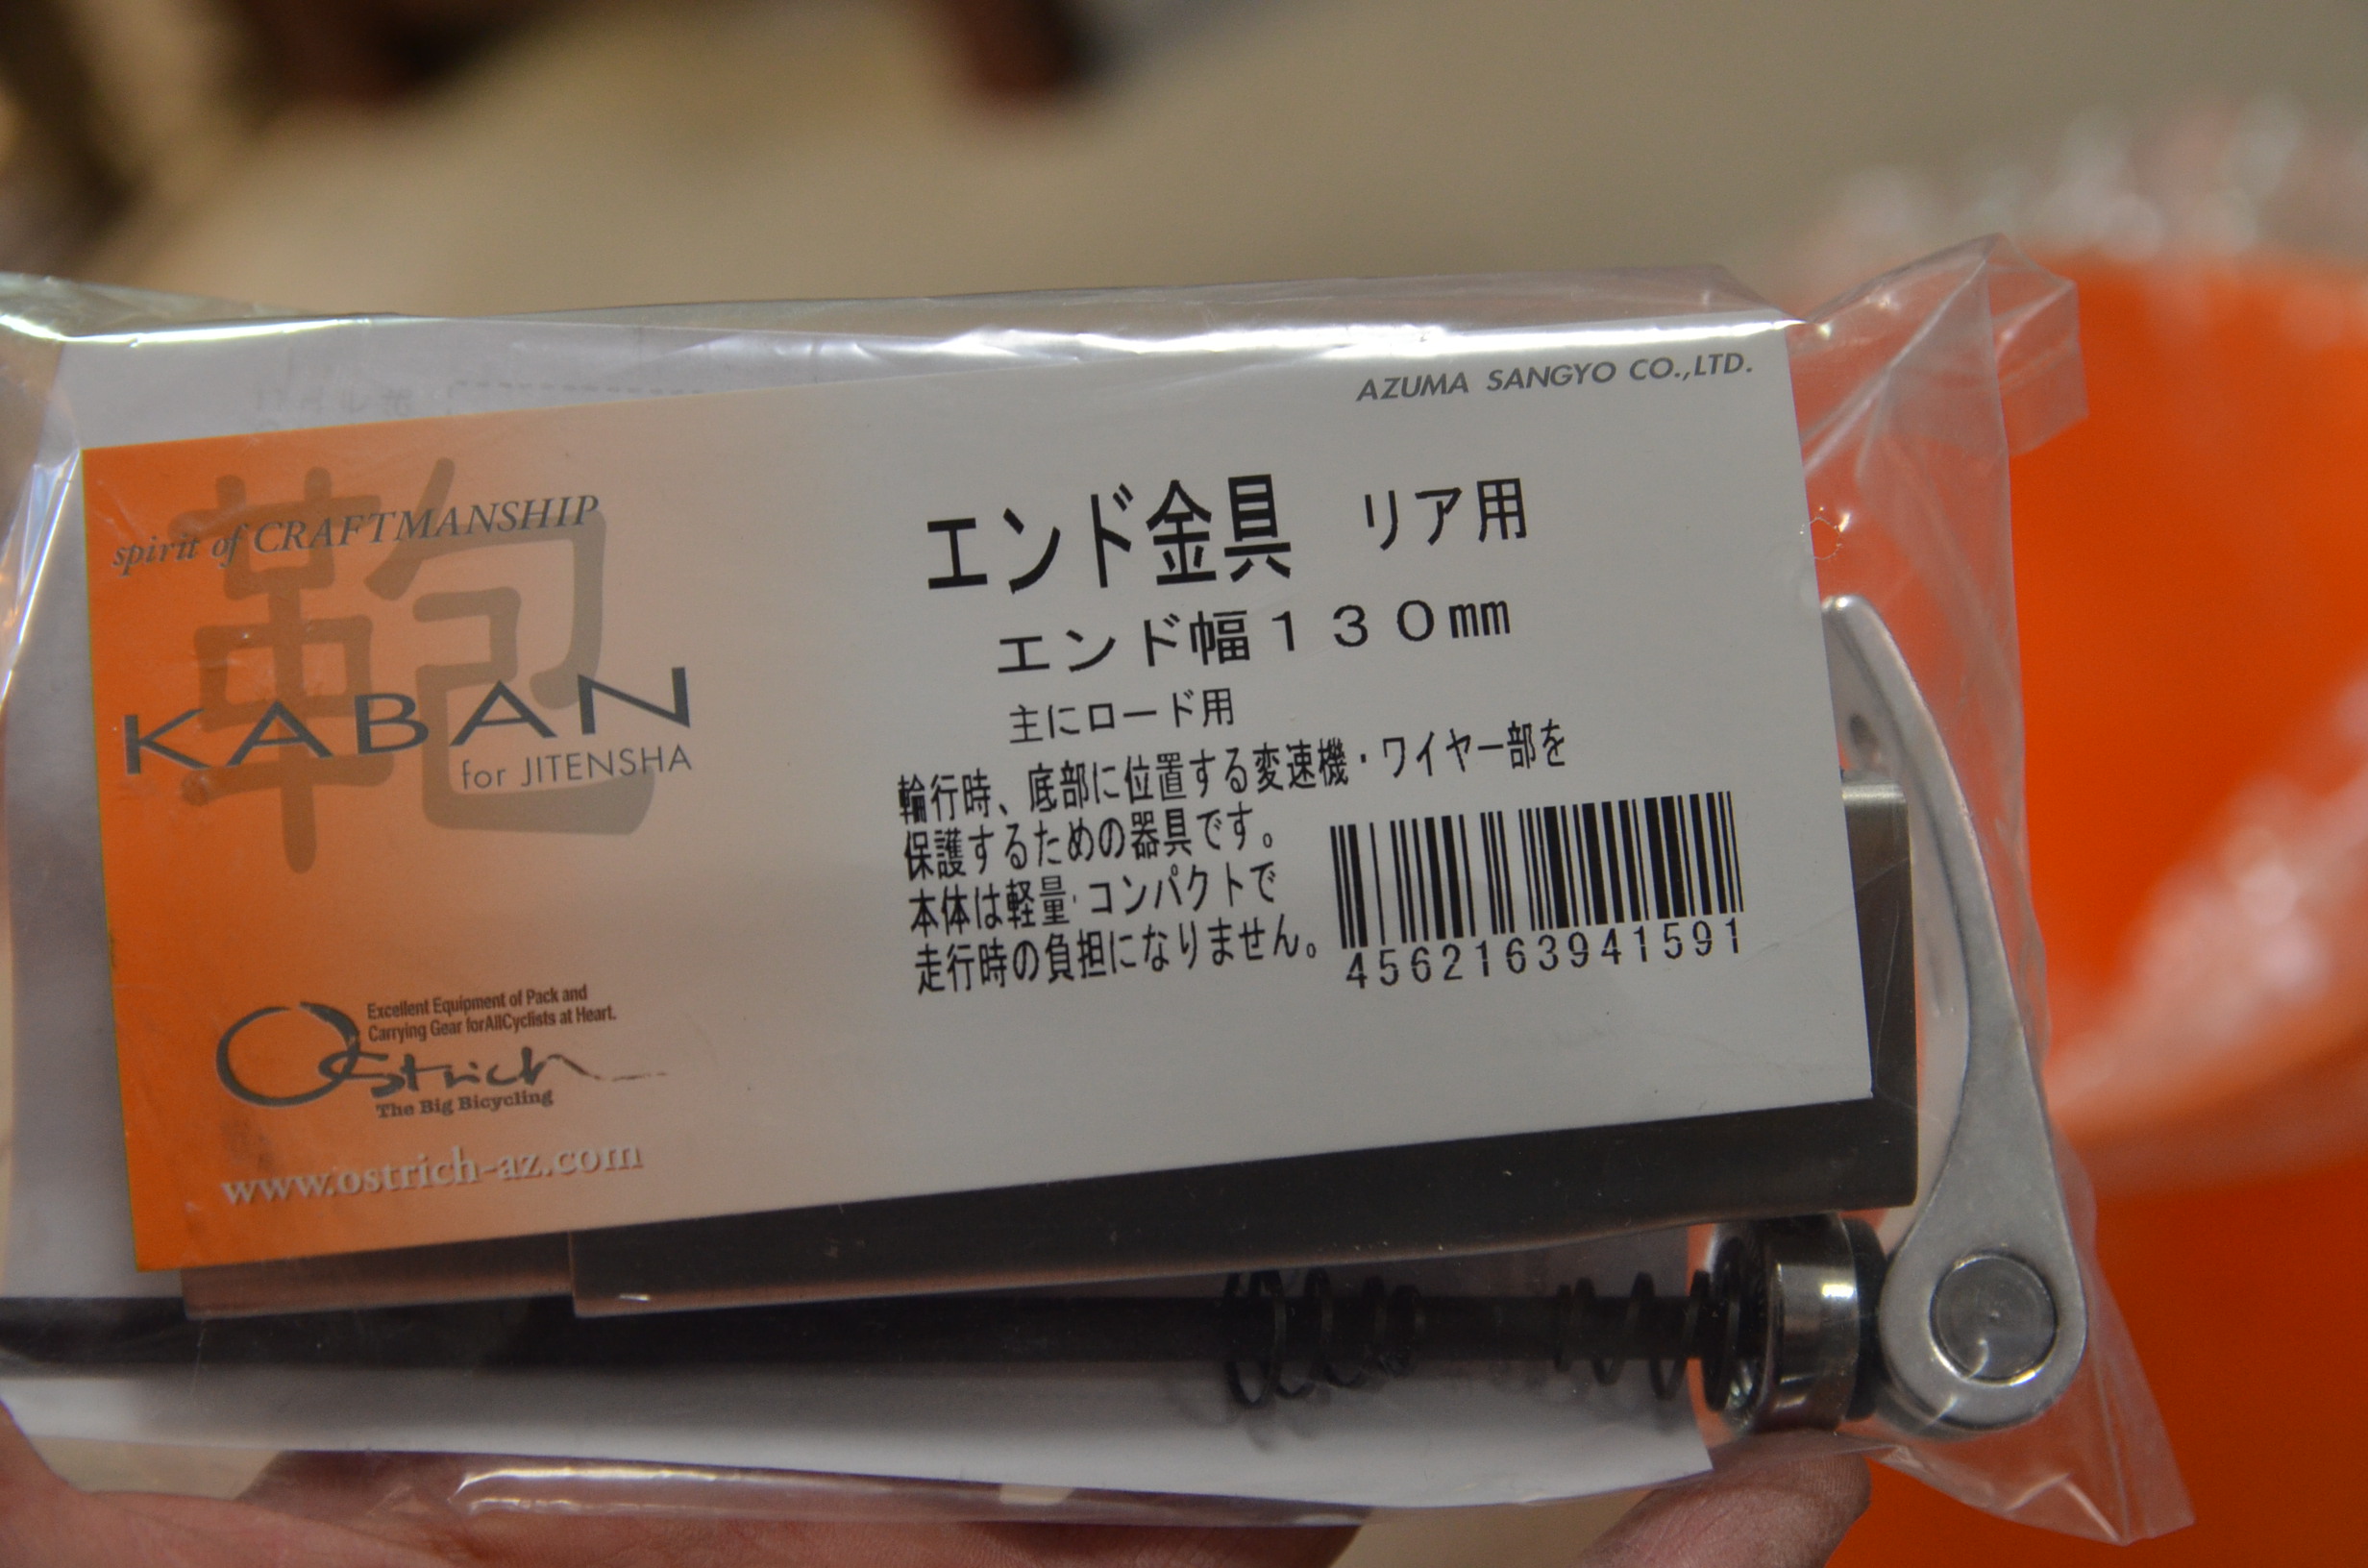 AZUMA SANGYO CO.,LTD.
鞄
spirit of CRAFTMANSHIP
KABAN
for JITENSHA
エンド金具 リア用
エンド幅130mm
主にロード用
輪行時、底部に位置する変速機・ワイヤー部を
保護するための器具です。
本体は軽量・コンパクトで
走行時の負担になりません。
4562163941591
Excellent Equipment of Pack and
Carrying Gear forAllCyclists at Heart.
Ostrich
The Big Bicycling
www.ostrich-az.com